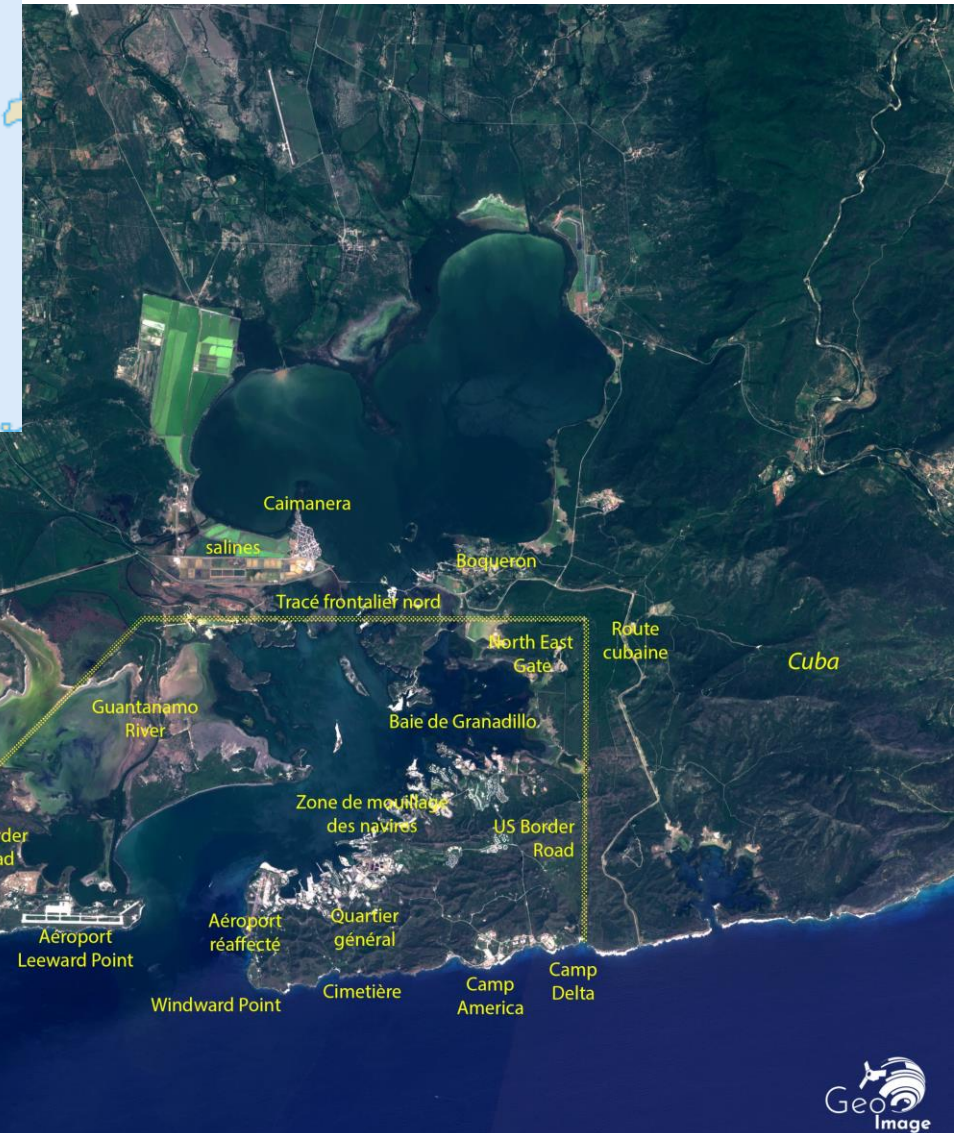 Caimanera
salines
Boqueron
Tracé frontalier nord
North East
Gate
Route
cubaine
Cuba
Guantanamo
River
Baie de Granadillo
Zone de mouillage
des navires
US Border
Road
rder
ad
Aéroport
réaffecté
Quartier
général
Aéroport
Leeward Point
Windward Point
Cimetière
Camp
America
Camp
Delta
Geo
Image